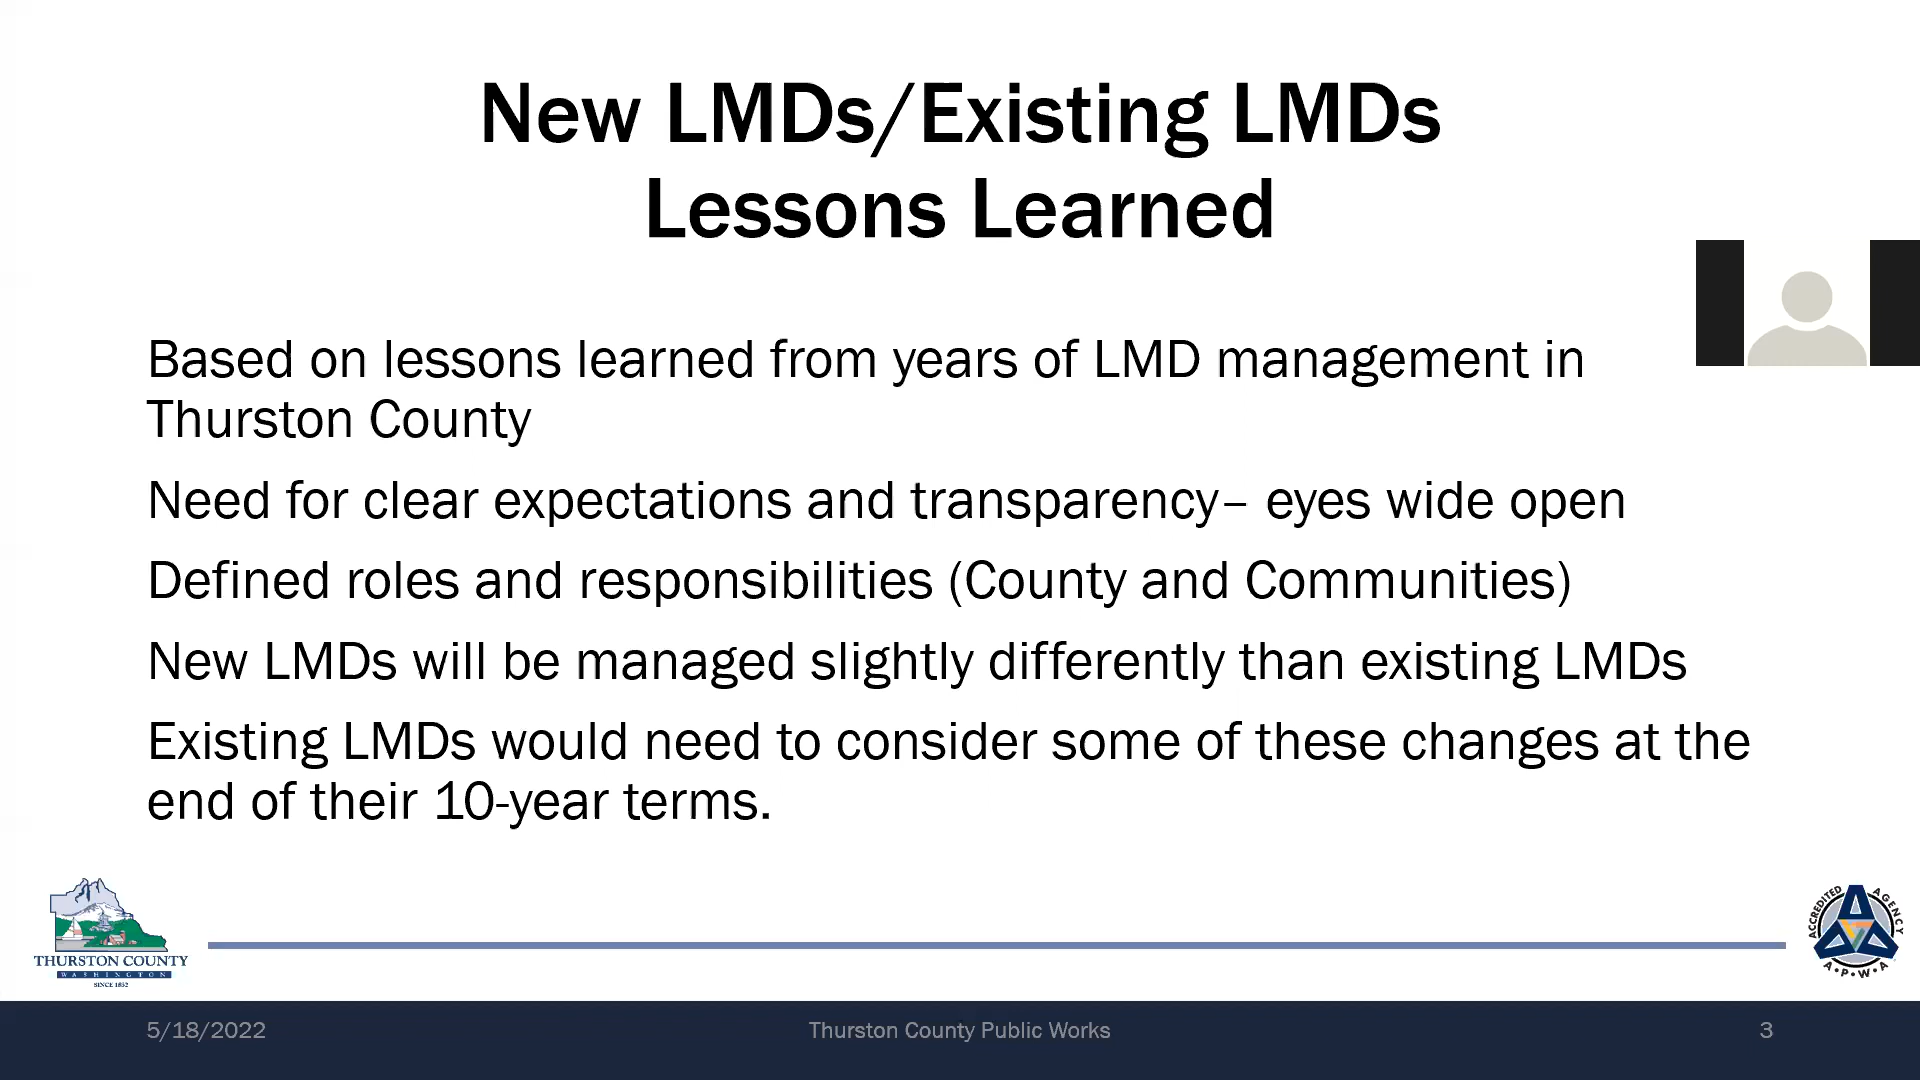 New LMDs/Existing LMDs
Lessons Learned
Based on lessons learned from years of LMD management in
Thurston County
Need for clear expectations and transparency– eyes wide open
Defined roles and responsibilities (County and Communities)
New LMDs will be managed slightly differently than existing LMDs
Existing LMDs would need to consider some of these changes at the
end of their 10-year terms.
THURSTON COUNTY
WASHINGTON
SINCE 1852
ACCREDITED AGENCY
A•P•W•A
5/18/2022
Thurston County Public Works
3